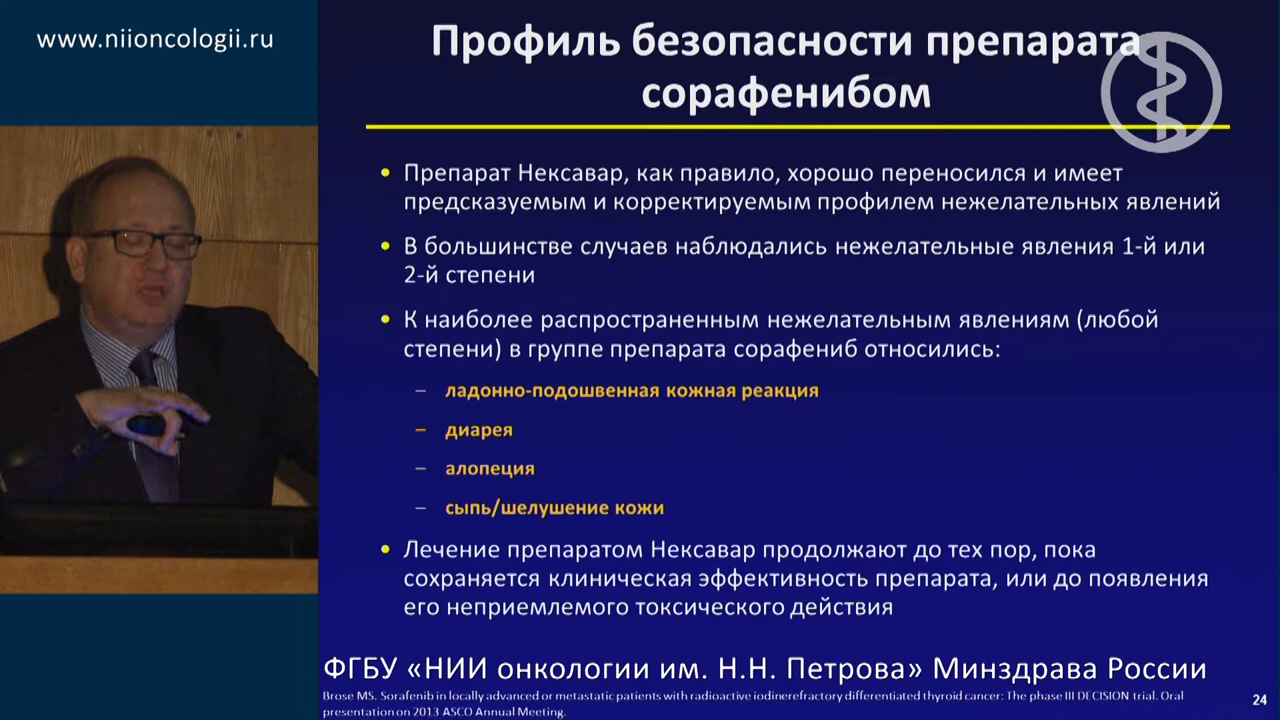 www.niioncologii.ru
Профиль безопасности препарата
сорафенибом
• Препарат Нексавар, как правило, хорошо переносился и имеет
предсказуемым и корректируемым профилем нежелательных явлений
• В большинстве случаев наблюдались нежелательные явления 1-й или
2-й степени
• К наиболее распространенным нежелательным явлениям (любой
степени) в группе препарата сорафениб относились:
– ладонно-подошвенная кожная реакция
– диарея
– алопеция
– сыпь/шелушение кожи
• Лечение препаратом Нексавар продолжают до тех пор, пока
сохраняется клиническая эффективность препарата, или до появления
его неприемлемого токсического действия
ФГБУ «НИИ онкологии им. Н.Н. Петрова» Минздрава России
Brose MS. Sorafenib in locally advanced or metastatic patients with radioactive iodinerefractory differentiated thyroid cancer: The phase III DECISION trial. Oral
presentation on 2013 ASCO Annual Meeting.
24